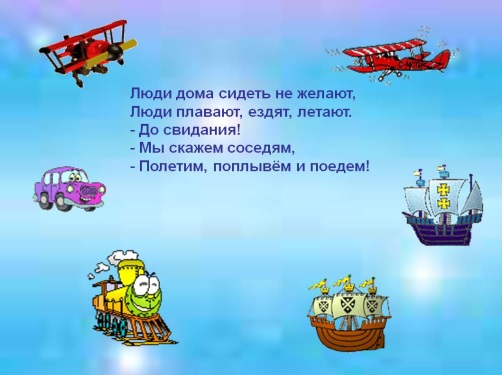 Люди дома сидеть не желают,
Люди плавают, ездят, летают.
- До свидания!
- Мы скажем соседям,
- Полетим, поплывём и поедем!